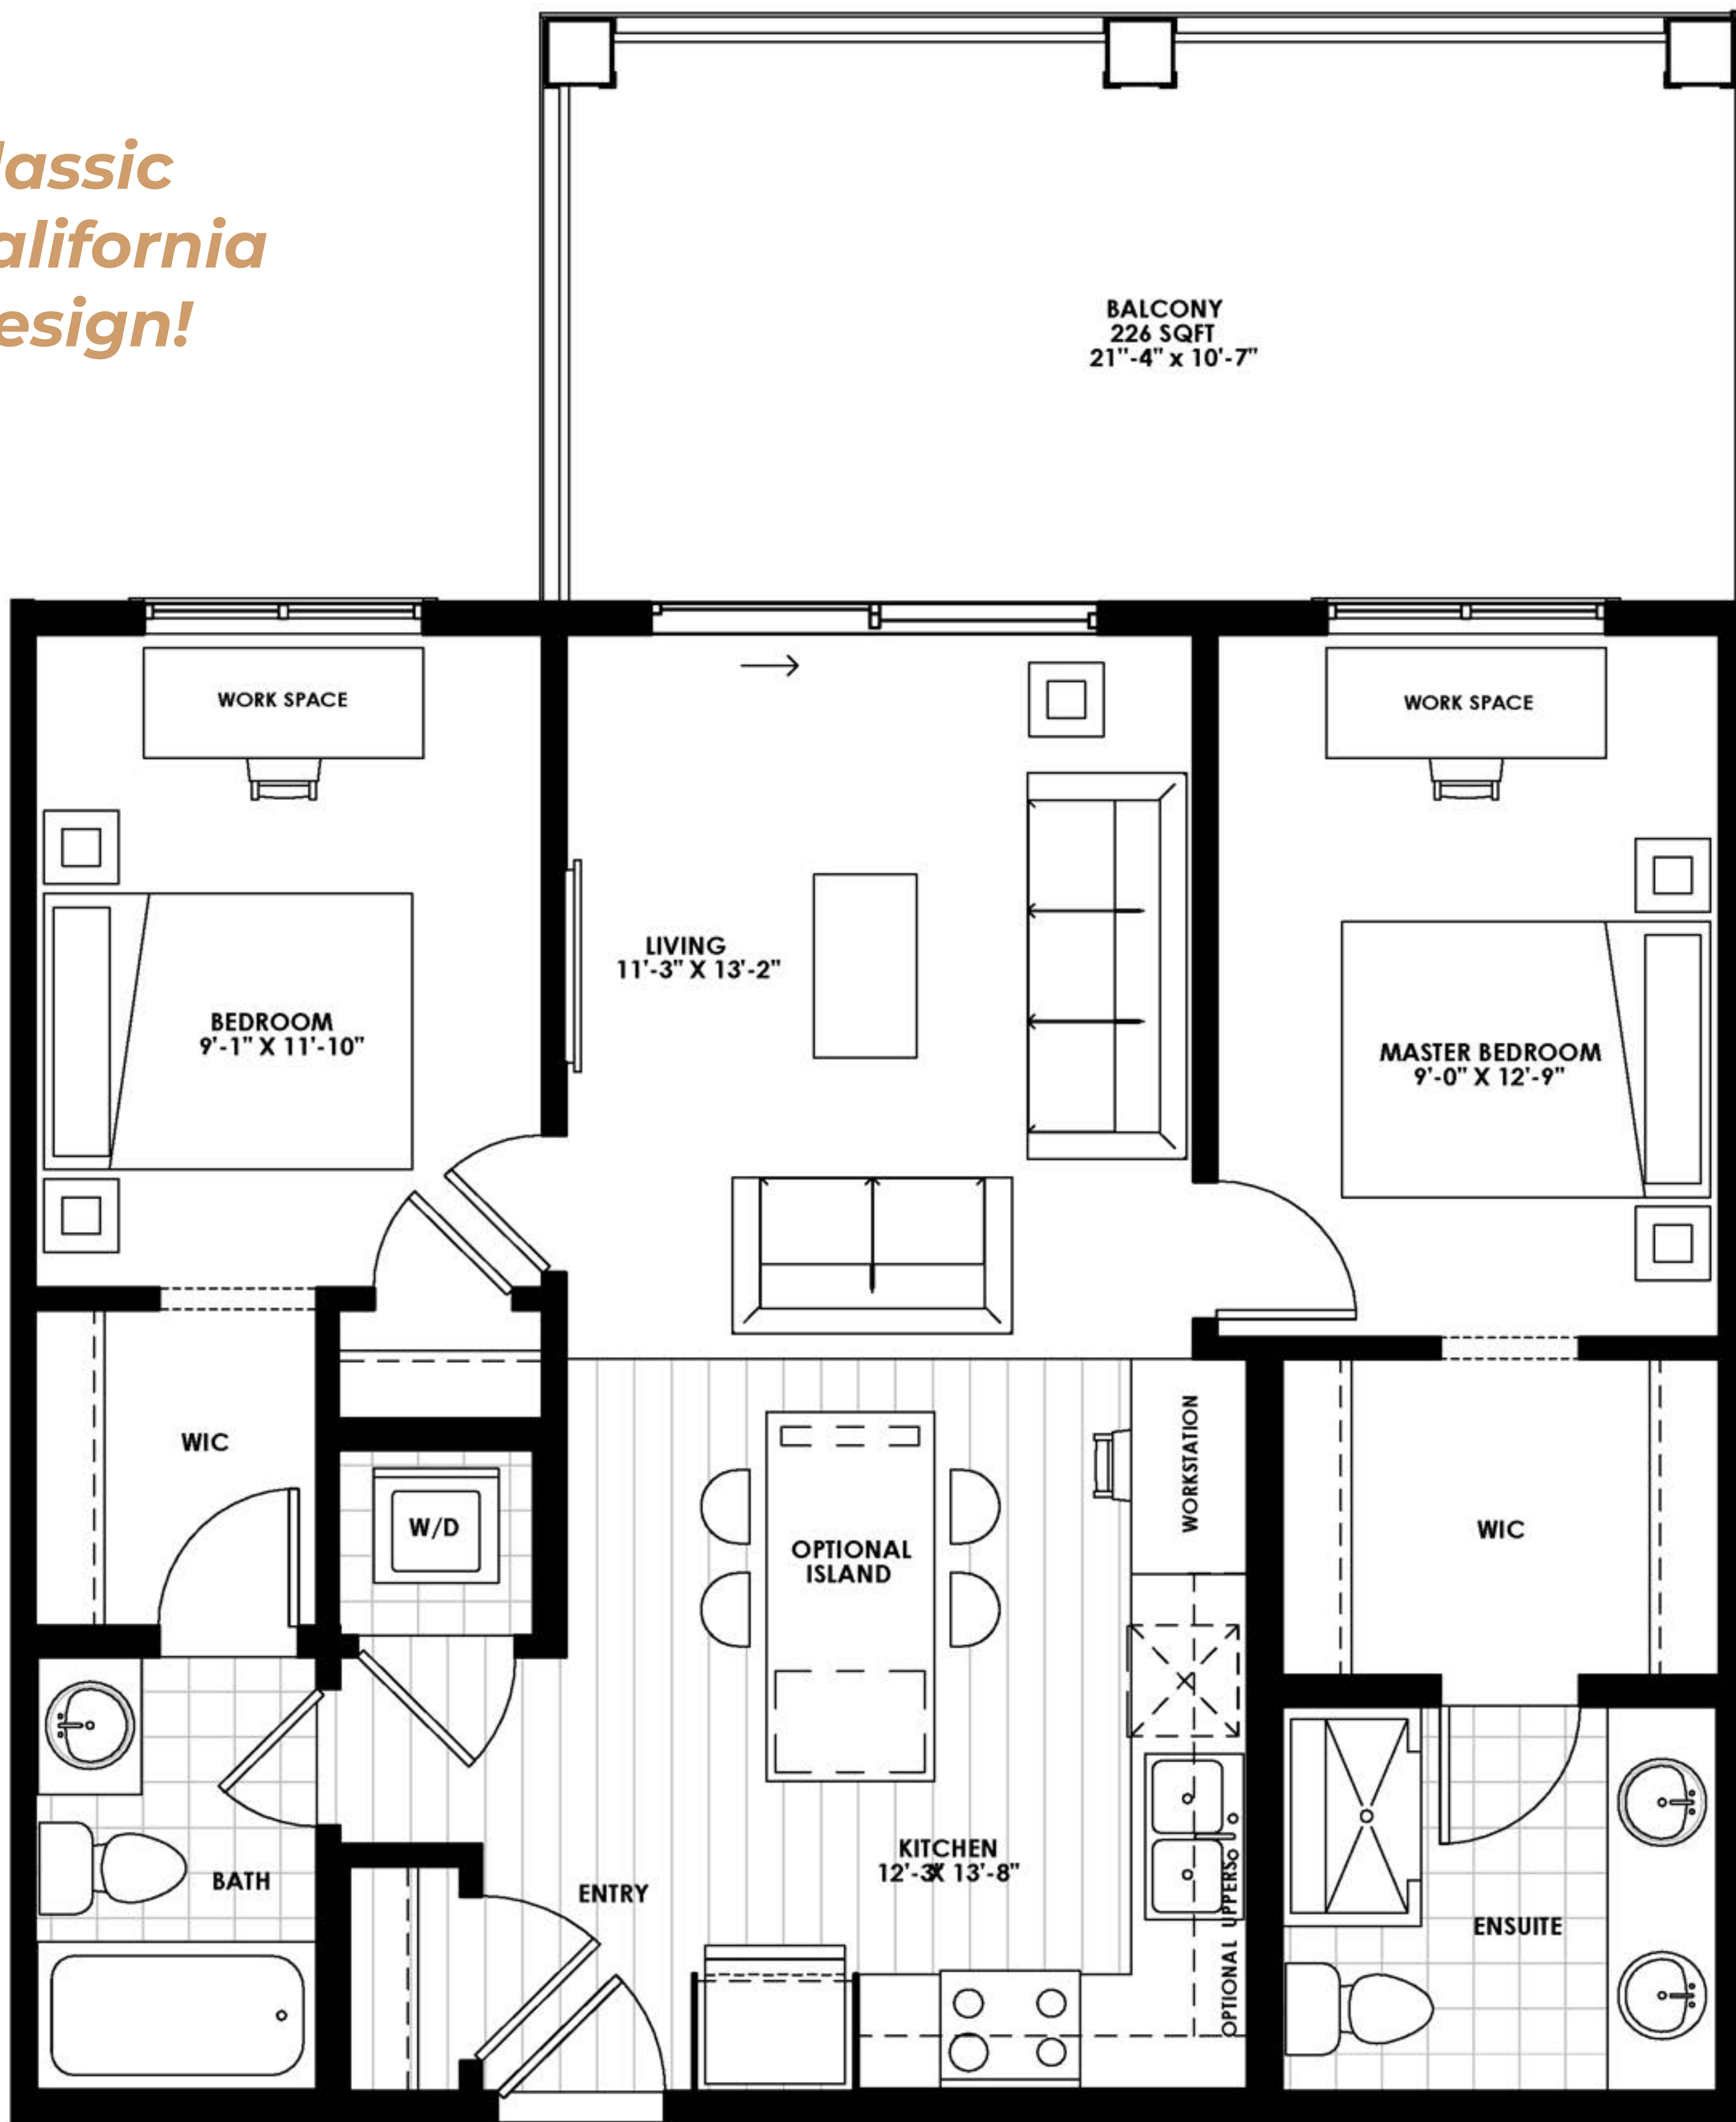 lassic
alifornia
esign!
BALCONY
226 SQFT
21"-4" x 10'-7"
WORK SPACE
WORK SPACE
LIVING
11'-3" X 13'-2"
BEDROOM
9'-1" X 11'-10"
MASTER BEDROOM
9'-0" X 12'-9"
WIC
W/D
OPTIONAL
ISLAND
WORKSTATION
WIC
BATH
ENTRY
KITCHEN
12'-3" X 13'-8"
OPTIONAL UPPERS
ENSUITE